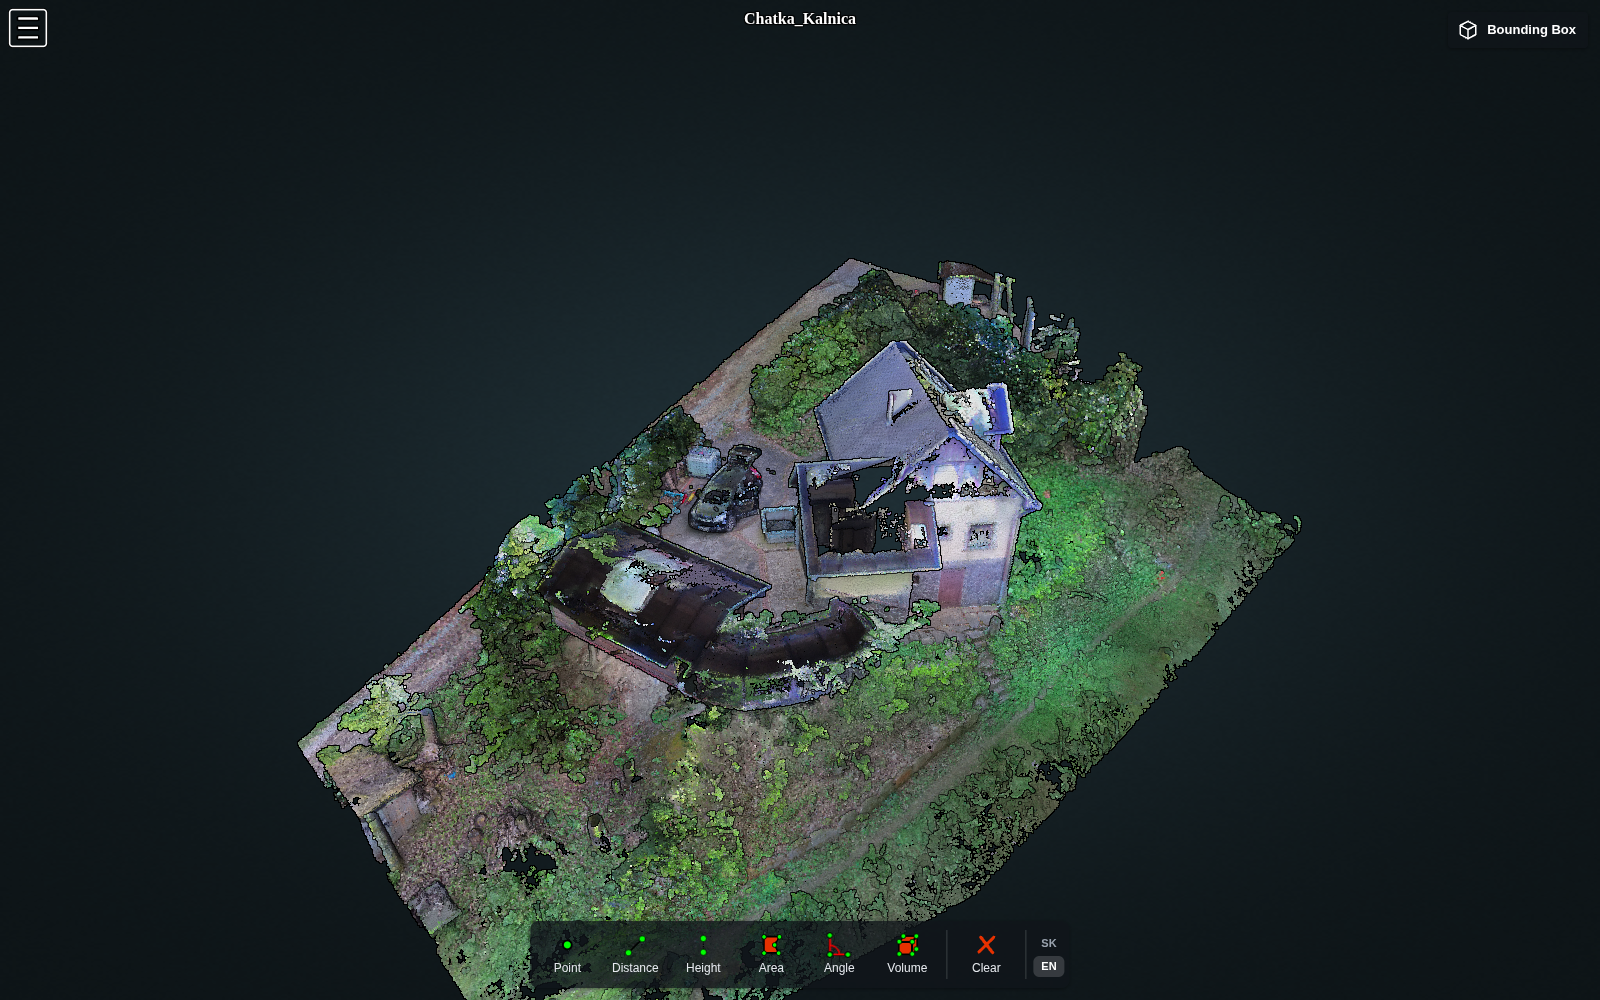 Chatka_Kalnica
Bounding Box
Point
Distance
Height
Area
Angle
Volume
Clear
SK
EN